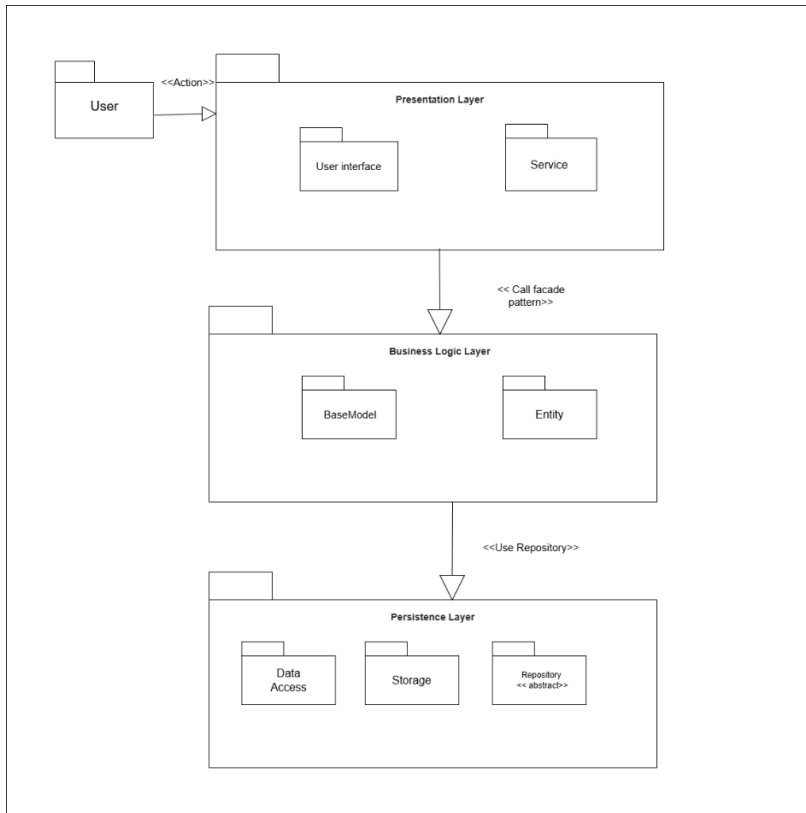 <<Action>>
User
Presentation Layer
User interface
Service
<< Call facade
pattern>>
Business Logic Layer
BaseModel
Entity
<<Use Repository>>
Persistence Layer
Data
Access
Storage
Repository
<< abstract>>